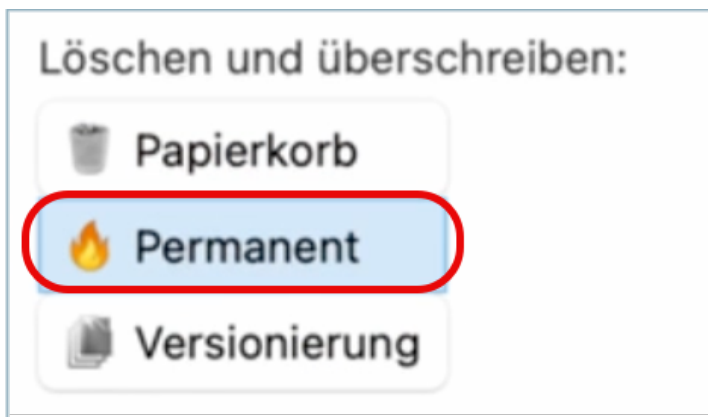 Löschen und überschreiben:
Papierkorb
Permanent
Versionierung